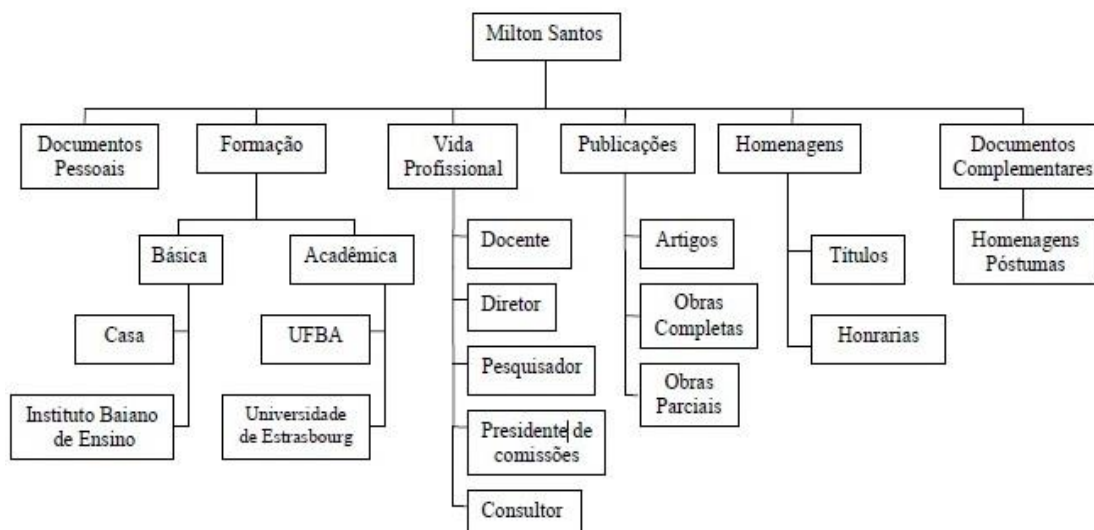 Milton Santos
Documentos
Pessoais
Formação
Vida
Profissional
Publicações
Homenagens
Documentos
Complementares
Básica
Acadêmica
Casa
UFBA
Instituto Baiano
de Ensino
Universidade
de Estrasbourg
Docente
Diretor
Pesquisador
Presidente de
comissões
Consultor
Artigos
Obras
Completas
Obras
Parciais
Títulos
Honrarias
Homenagens
Póstumas